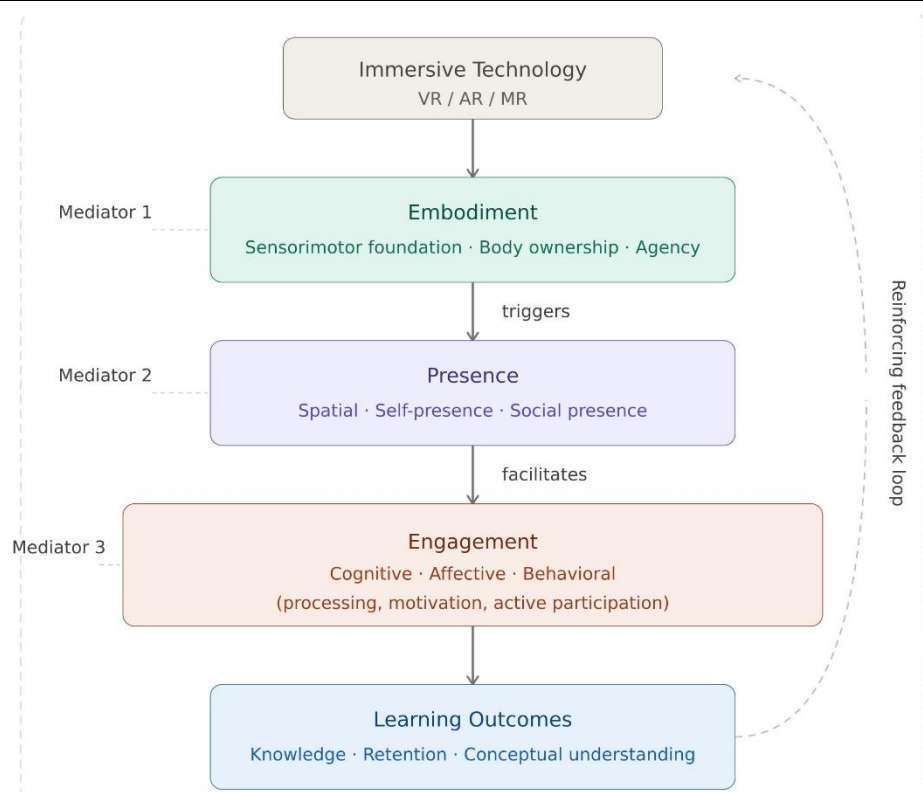 Immersive Technology
VR / AR / MR
Mediator 1
Embodiment
Sensorimotor foundation · Body ownership · Agency
triggers
Mediator 2
Presence
Spatial · Self-presence · Social presence
facilitates
Mediator 3
Engagement
Cognitive · Affective · Behavioral
(processing, motivation, active participation)
Learning Outcomes
Knowledge · Retention · Conceptual understanding
Reinforcing feedback loop